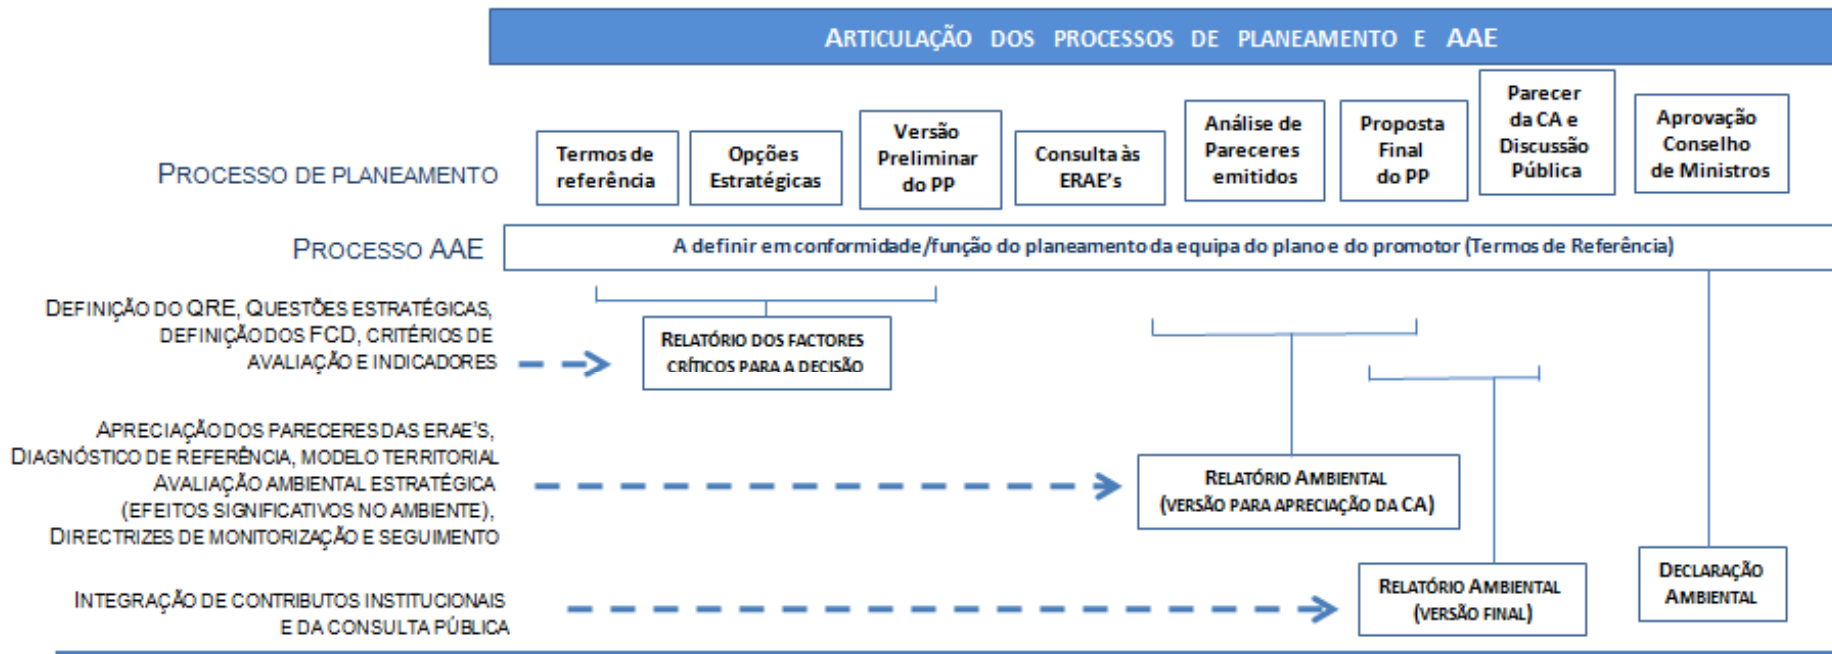 ARTICULAÇÃO DOS PROCESSOS DE PLANEAMENTO E AAE
PROCESSO DE PLANEAMENTO
Termos de
referência
Opções
Estratégicas
Versão
Preliminar
do PP
Consulta às
ERAE's
Análise de
Pareceres
emitidos
Proposta
Final
do PP
Parecer
da CA e
Discussão
Pública
Aprovação
Conselho
de Ministros
PROCESSO AAE
A definir em conformidade/função do planeamento da equipa do plano e do promotor (Termos de Referência)
DEFINIÇÃO DO QRE, QUESTÕES ESTRATÉGICAS,
DEFINIÇÃO DOS FCD, CRITÉRIOS DE
AVALIAÇÃO E INDICADORES
RELATÓRIO DOS FACTORES
CRÍTICOS PARA A DECISÃO
APRECIAÇÃO DOS PARECERES DAS ERAE'S,
DIAGNÓSTICO DE REFERÊNCIA, MODELO TERRITORIAL
AVALIAÇÃO AMBIENTAL ESTRATÉGICA
(EFEITOS SIGNIFICATIVOS NO AMBIENTE),
DIRECTRIZES DE MONITORIZAÇÃO E SEGUIMENTO
RELATÓRIO AMBIENTAL
(VERSÃO PARA APRECIAÇÃO DA CA)
INTEGRAÇÃO DE CONTRIBUTOS INSTITUCIONAIS
E DA CONSULTA PÚBLICA
RELATÓRIO AMBIENTAL
(VERSÃO FINAL)
DECLARAÇÃO
AMBIENTAL